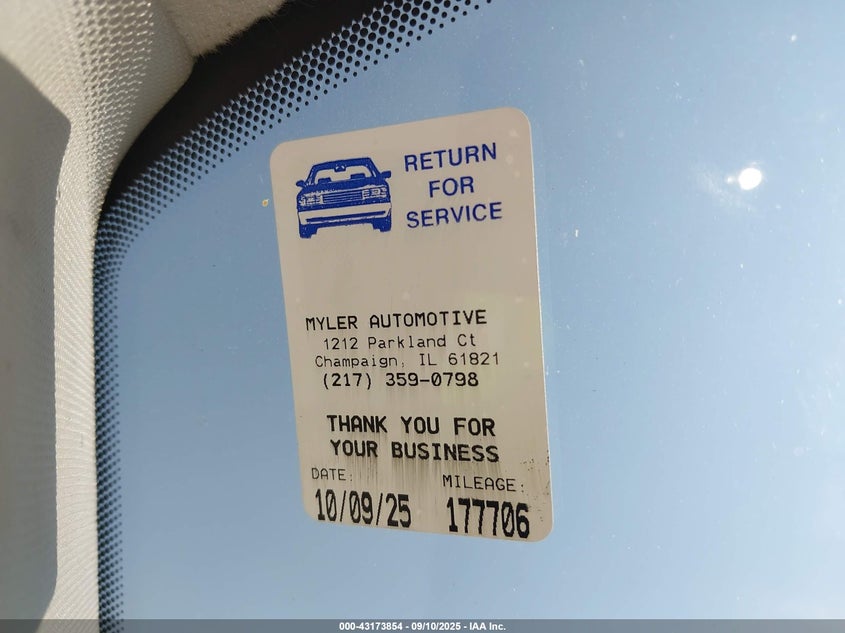 RETURN
FOR
SERVICE
MYLER AUTOMOTIVE
1212 Parkland Ct
Champaign, IL 61821
(217) 359-0798
THANK YOU FOR
YOUR BUSINESS
DATE: MILEAGE:
10/09/25 177706
000-43173854 - 09/10/2025 - IAA Inc.